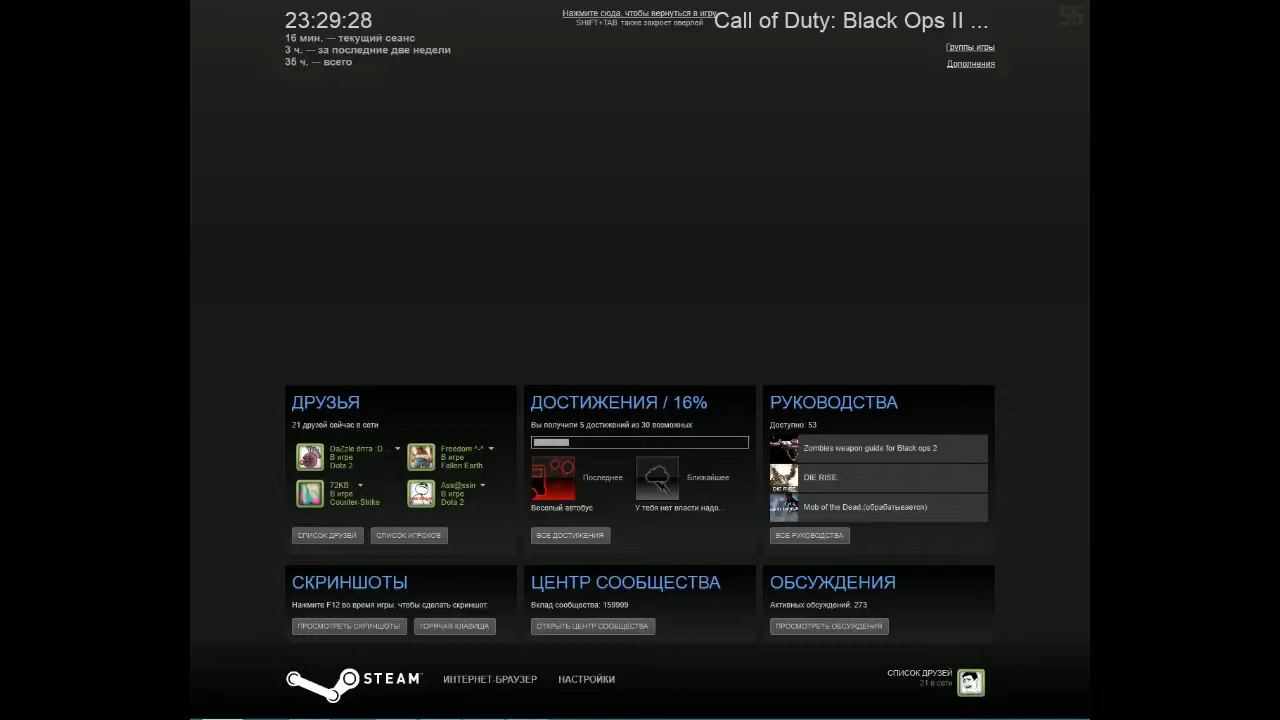 23:29:28
16 мин. — текущий сеанс
3 ч. — за последние две недели
35 ч. — всего
Нажмите сюда, чтобы вернуться в игру
SHIFT+TAB также закроет оверлей
Call of Duty: Black Ops II ...
56
Группы игры
Дополнения
ДРУЗЬЯ
21 друзей сейчас в сети
DaZzle ёпта :D...
В игре
Dota 2
Freedom ^-^
В игре
Fallen Earth
72KB
В игре
Counter-Strike
Ass@ssin
В игре
Dota 2
СПИСОК ДРУЗЕЙ
СПИСОК ИГРОКОВ
ДОСТИЖЕНИЯ / 16%
Вы получили 5 достижений из 30 возможных
Последнее
Ближайшее
Веселый автобус
У тебя нет власти надо...
ВСЕ ДОСТИЖЕНИЯ
РУКОВОДСТВА
Доступно: 53
Zombies weapon guide for Black ops 2
DIE RISE.
Mob of the Dead.(обрабатывается)
ВСЕ РУКОВОДСТВА
СКРИНШОТЫ
Нажмите F12 во время игры, чтобы сделать скриншот.
ПРОСМОТРЕТЬ СКРИНШОТЫ
ГОРЯЧАЯ КЛАВИША
ЦЕНТР СООБЩЕСТВА
Вклад сообщества: 159909
ОТКРЫТЬ ЦЕНТР СООБЩЕСТВА
ОБСУЖДЕНИЯ
Активных обсуждений: 273
ПРОСМОТРЕТЬ ОБСУЖДЕНИЯ
STEAM
ИНТЕРНЕТ-БРАУЗЕР
НАСТРОЙКИ
СПИСОК ДРУЗЕЙ
21 в сети